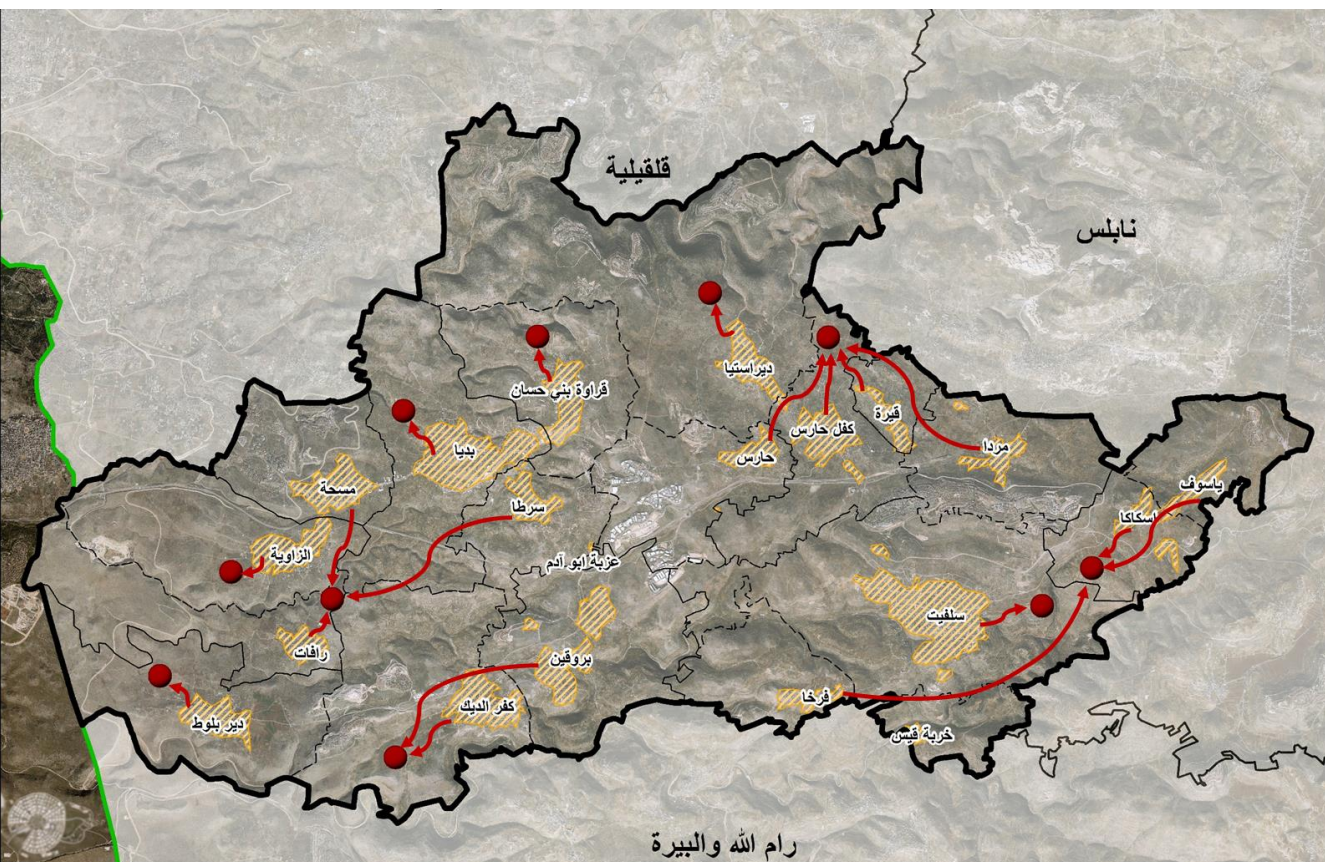 قلقيلية
نابلس
ديراستيا
قراوة بني حسان
قيرة
كفل حارس
حارس
مردا
بديا
ياسوف
اسكاكا
مسحة
سرطا
الزاوية
عزبة ابو آدم
سلفيت
رافات
بروقين
فرخا
كفر الديك
دير بلوط
خربة قيس
رام الله والبيرة